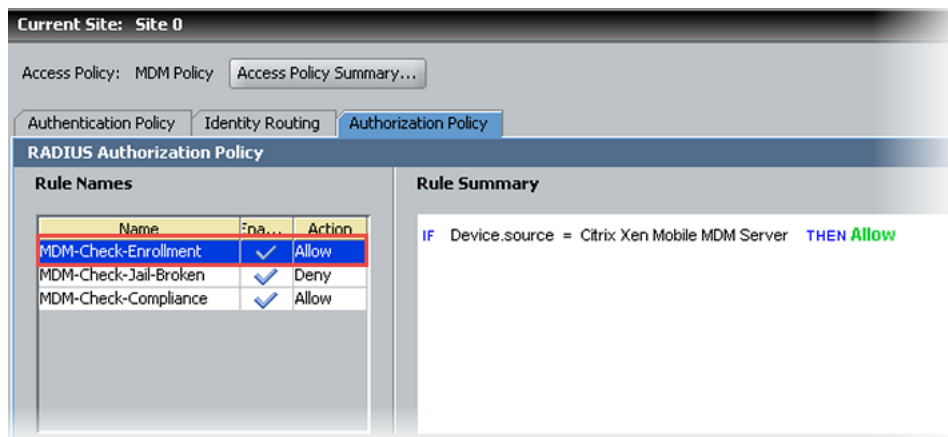 Current Site: Site 0
Access Policy: MDM Policy Access Policy Summary...
Authentication Policy Identity Routing Authorization Policy
RADIUS Authorization Policy
Rule Names
Name Ena... Action
MDM-Check-Enrollment Allow
MDM-Check-Jail-Broken Deny
MDM-Check-Compliance Allow
Rule Summary
IF Device.source = Citrix Xen Mobile MDM Server THEN Allow